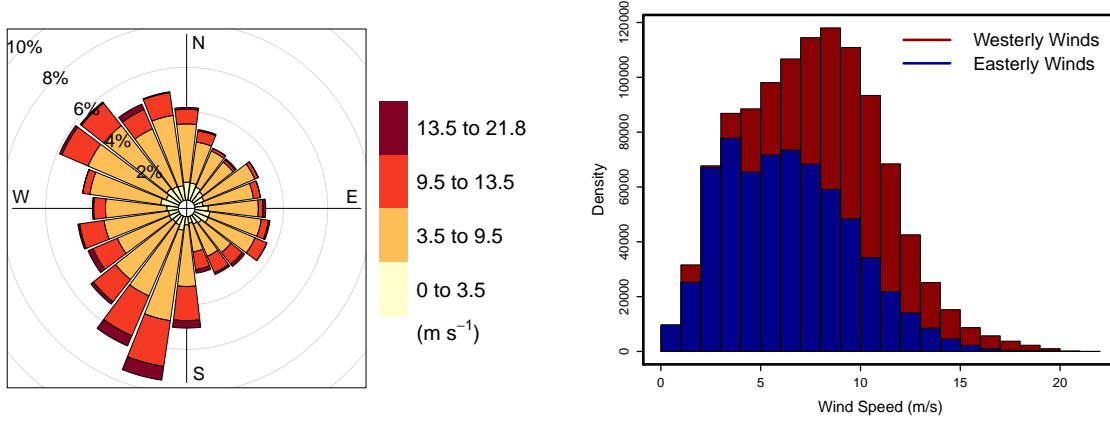 10%
8%
6%
4%
2%
N
W
E
S
13.5 to 21.8
9.5 to 13.5
3.5 to 9.5
0 to 3.5
(m s⁻¹)
Westerly Winds
Easterly Winds
Density
120000
100000
80000
60000
40000
20000
0
0 5 10 15 20
Wind Speed (m/s)